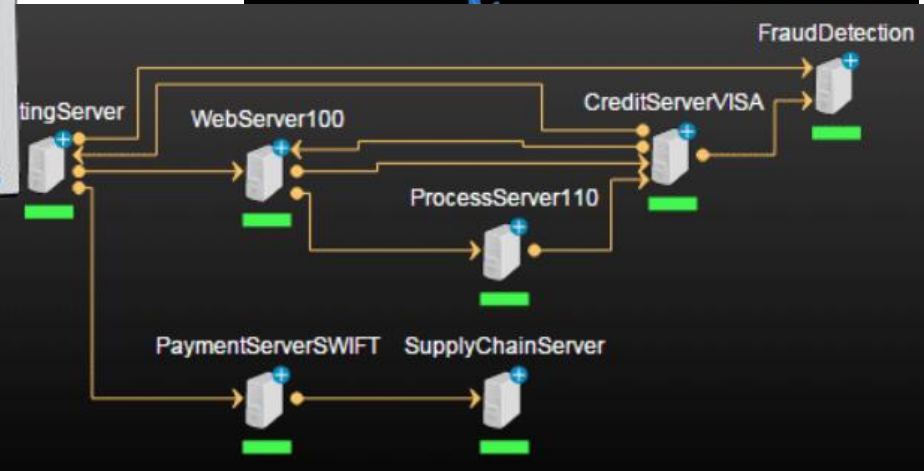 FraudDetection
tingServer
WebServer100
CreditServerVISA
ProcessServer110
PaymentServerSWIFT
SupplyChainServer